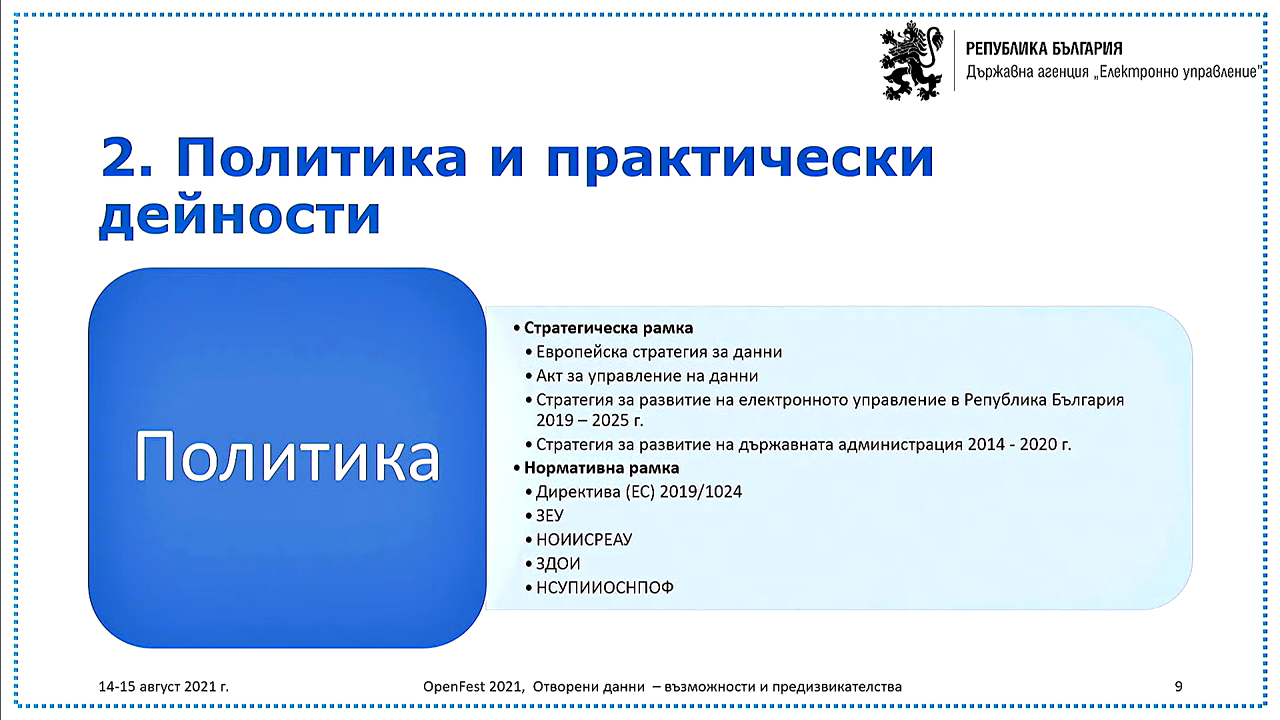 РЕПУБЛИКА БЪЛГАРИЯ
Държавна агенция „Електронно управление”
2. Политика и практически
дейности
Политика
• Стратегическа рамка
• Европейска стратегия за данни
• Акт за управление на данни
• Стратегия за развитие на електронното управление в Република България
2019 – 2025 г.
• Стратегия за развитие на държавната администрация 2014 - 2020 г.
• Нормативна рамка
• Директива (ЕС) 2019/1024
• ЗЕУ
• НОИИСРЕАУ
• ЗДОИ
• НСУПИИОСНПОФ
14-15 август 2021 г.
OpenFest 2021, Отворени данни – възможности и предизвикателства
9